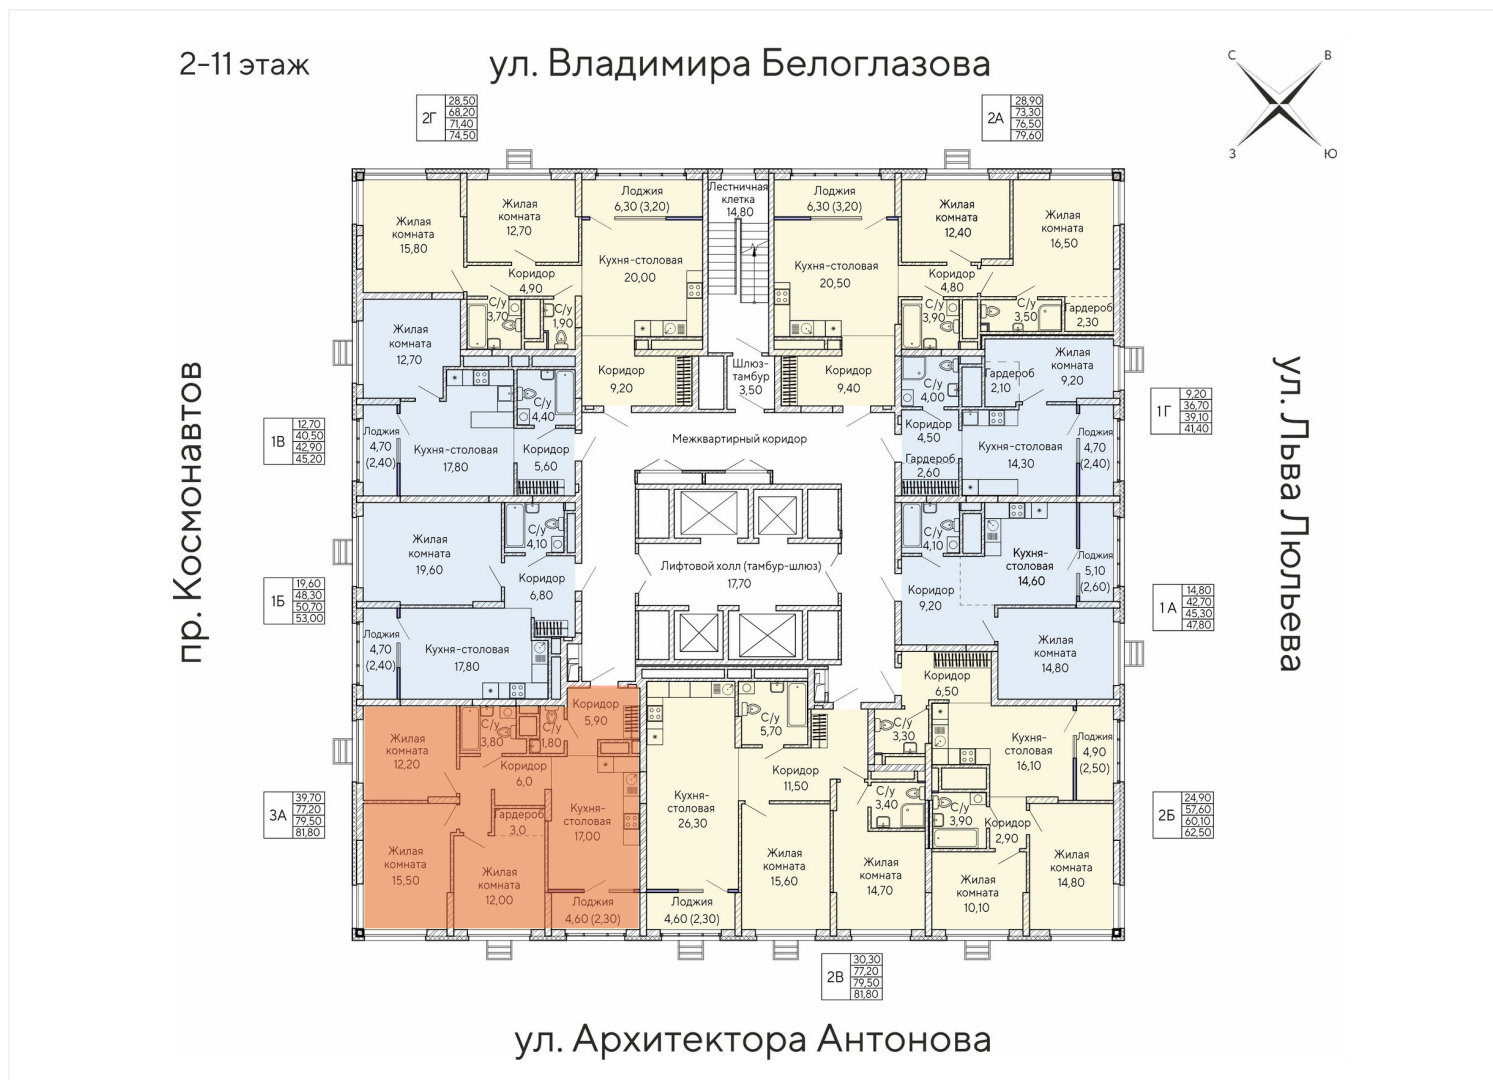 2-11 этаж
ул. Владимира Белоглазова
С
В
З
Ю
2Г
28,50
68,20
71,40
74,50
2А
28,90
73,30
76,50
79,60
Жилая
комната
15,80
Жилая
комната
12,70
Лоджия
6,30 (3,20)
Лестничная
клетка
14,80
Лоджия
6,30 (3,20)
Жилая
комната
12,40
Жилая
комната
16,50
Кухня-столовая
20,00
Коридор
4,90
С/у
3,70
С/у
1,90
Коридор
9,20
Шлюз-
тамбур
3,50
Кухня-столовая
20,50
Коридор
4,80
С/у
3,90
С/у
3,50
Гардероб
2,30
Коридор
9,40
Жилая
комната
12,70
С/у
4,40
Лоджия
4,70
(2,40)
Кухня-столовая
17,80
Коридор
5,60
1В
12,70
40,50
42,90
45,20
Межквартирный коридор
С/у
4,00
Гардероб
2,10
Жилая
комната
9,20
Коридор
4,50
Гардероб
2,60
Кухня-столовая
14,30
Лоджия
4,70
(2,40)
1Г
9,20
36,70
39,10
41,40
пр. Космонавтов
ул. Льва Люльева
Жилая
комната
19,60
С/у
4,10
Коридор
6,80
Лоджия
4,70
(2,40)
Кухня-столовая
17,80
1Б
19,60
48,30
50,70
53,00
Лифтовой холл (тамбур-шлюз)
17,70
С/у
4,10
Кухня-
столовая
14,60
Лоджия
5,10
(2,60)
Коридор
9,20
Жилая
комната
14,80
1А
14,80
42,70
45,30
47,80
Коридор
5,90
С/у
3,80
С/у
1,80
Жилая
комната
12,20
Коридор
6,0
Гардероб
3,0
Кухня-
столовая
17,00
Жилая
комната
15,50
Жилая
комната
12,00
Лоджия
4,60 (2,30)
3А
39,70
77,20
79,50
81,80
С/у
5,70
Кухня-
столовая
26,30
Коридор
11,50
С/у
3,40
Жилая
комната
15,60
Жилая
комната
14,70
Лоджия
4,60 (2,30)
Коридор
6,50
С/у
3,30
Кухня-
столовая
16,10
Лоджия
4,90
(2,50)
С/у
3,90
Коридор
2,90
Жилая
комната
10,10
Жилая
комната
14,80
2Б
24,90
57,60
60,10
62,50
2В
30,30
77,20
79,50
81,80
ул. Архитектора Антонова